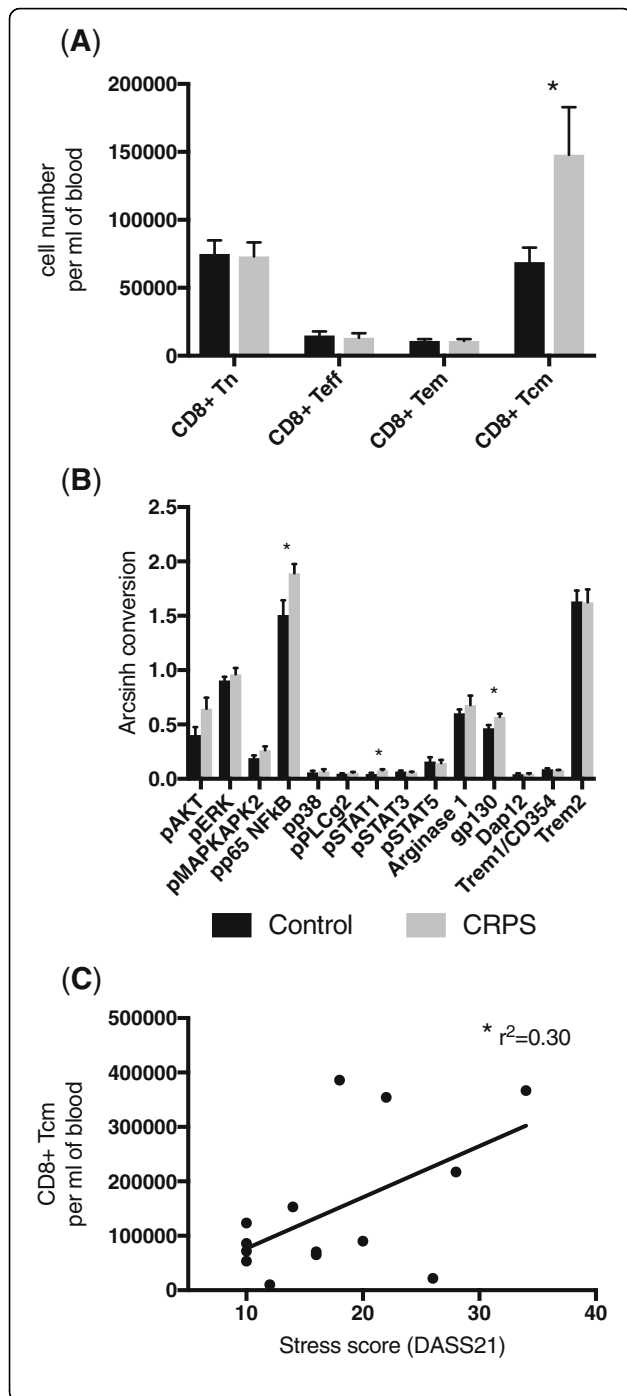 (A)
200000
150000
100000
50000
0
cell number
per ml of blood
*
CD8+ Tn
CD8+ Teff
CD8+ Tem
CD8+ Tcm
(B)
2.5
2.0
1.5
1.0
0.5
0.0
Arcsinh conversion
*
*
*
pAKT
pERK
pMAPKAPK2
pp65 NFkB
pp38
pPLCg2
pSTAT1
pSTAT3
pSTAT5
Arginase 1
gp130
Dap12
Trem1/CD354
Trem2
Control
CRPS
(C)
500000
400000
300000
200000
100000
0
CD8+ Tcm
per ml of blood
* r²=0.30
10
20
30
40
Stress score (DASS21)